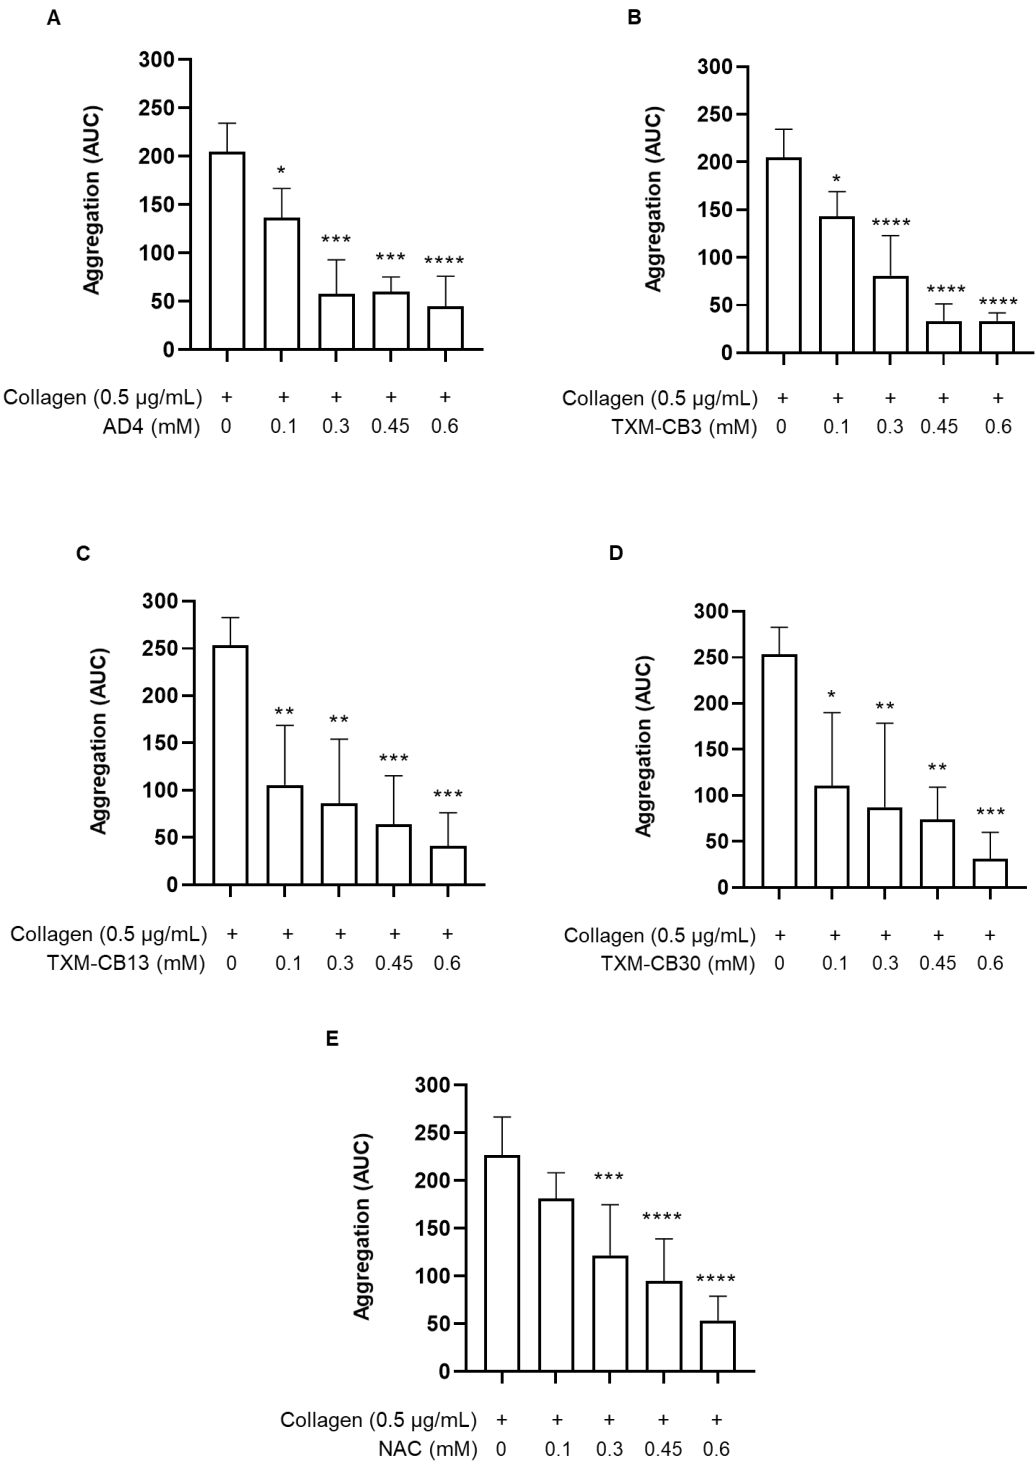 A
Aggregation (AUC)
300
250
200
150
100
50
0
*
***
***
****
Collagen (0.5 µg/mL) + + + + +
AD4 (mM) 0 0.1 0.3 0.45 0.6
B
Aggregation (AUC)
300
250
200
150
100
50
0
*
****
****
****
Collagen (0.5 µg/mL) + + + + +
TXM-CB3 (mM) 0 0.1 0.3 0.45 0.6
C
Aggregation (AUC)
300
250
200
150
100
50
0
**
**
***
***
Collagen (0.5 µg/mL) + + + + +
TXM-CB13 (mM) 0 0.1 0.3 0.45 0.6
D
Aggregation (AUC)
300
250
200
150
100
50
0
*
**
**
***
Collagen (0.5 µg/mL) + + + + +
TXM-CB30 (mM) 0 0.1 0.3 0.45 0.6
E
Aggregation (AUC)
300
250
200
150
100
50
0
***
****
****
Collagen (0.5 µg/mL) + + + + +
NAC (mM) 0 0.1 0.3 0.45 0.6